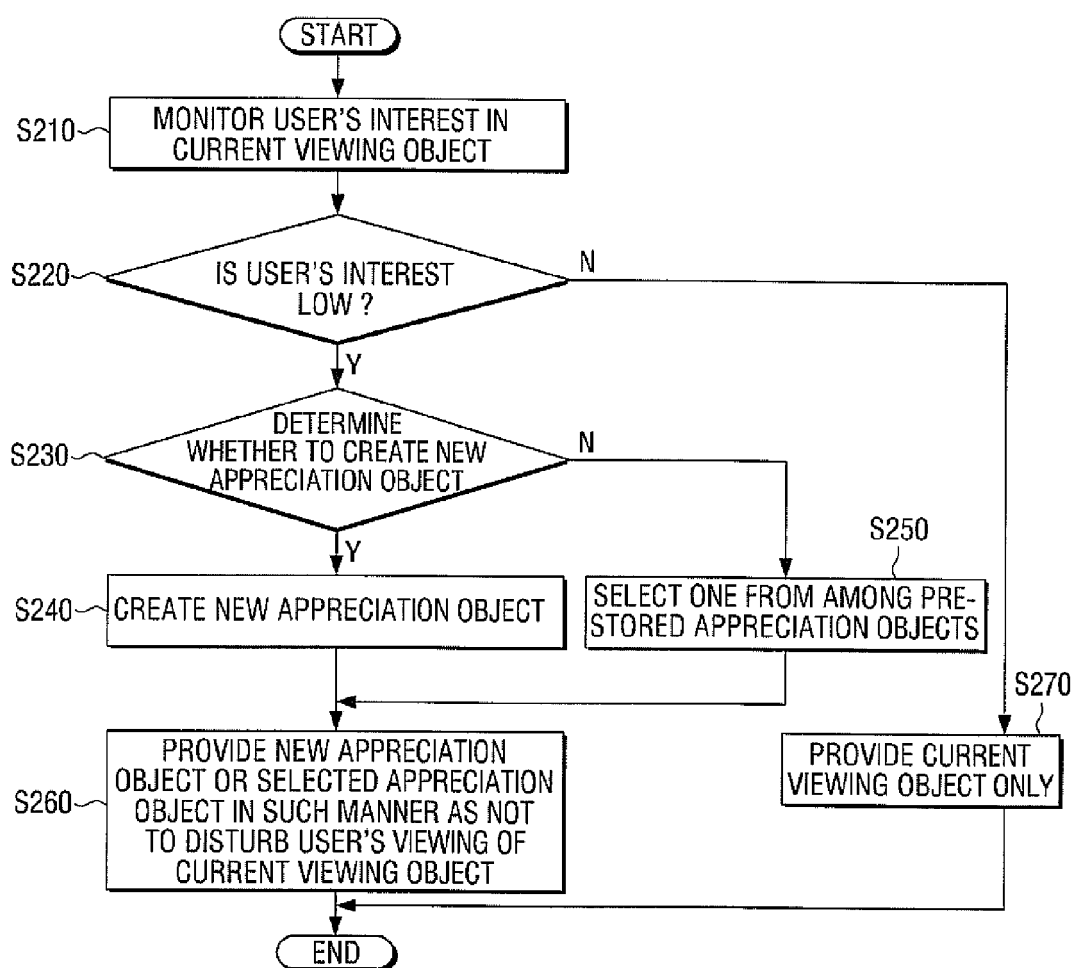 START
S210
MONITOR USER'S INTEREST IN
CURRENT VIEWING OBJECT
S220
IS USER'S INTEREST
LOW ?
N
Y
S230
DETERMINE
WHETHER TO CREATE NEW
APPRECIATION OBJECT
N
Y
S240
CREATE NEW APPRECIATION OBJECT
S250
SELECT ONE FROM AMONG PRE-
STORED APPRECIATION OBJECTS
S260
PROVIDE NEW APPRECIATION
OBJECT OR SELECTED APPRECIATION
OBJECT IN SUCH MANNER AS NOT
TO DISTURB USER'S VIEWING OF
CURRENT VIEWING OBJECT
S270
PROVIDE CURRENT
VIEWING OBJECT ONLY
END